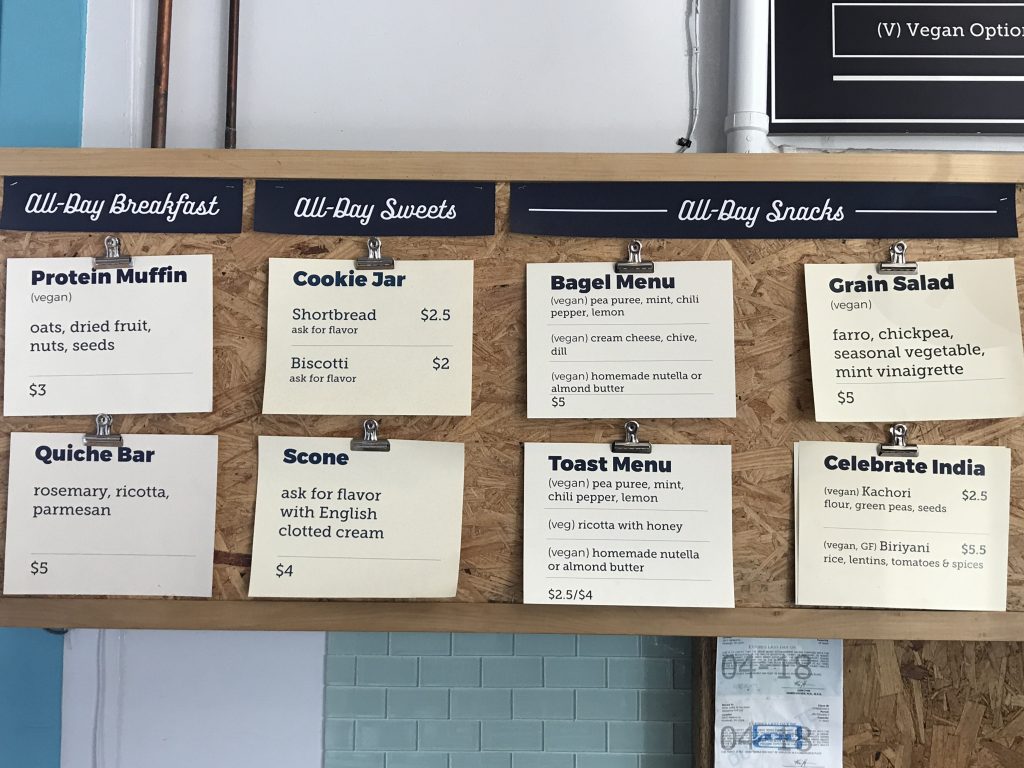 (V) Vegan
All-Day Breakfast
All-Day Sweets
All-Day Snacks
Protein Muffin
(vegan)
oats, dried fruit,
nuts, seeds
$3
Cookie Jar
Shortbread $2.5
ask for flavor
Biscotti $2
ask for flavor
Bagel Menu
(vegan) pea puree, mint, chili
pepper, lemon
(vegan) cream cheese, chive,
dill
(vegan) homemade nutella or
almond butter
$5
Grain Salad
(vegan)
farro, chickpea,
seasonal vegetable,
mint vinaigrette
$5
Quiche Bar
rosemary, ricotta,
parmesan
$5
Scone
ask for flavor
with English
clotted cream
$4
Toast Menu
(vegan) pea puree, mint,
chili pepper, lemon
(veg) ricotta with honey
(vegan) homemade nutella
or almond butter
$2.5/$4
Celebrate India
(vegan) Kachori $2.5
flour, green peas, seeds
(vegan, GF) Biriyani $5.5
rice, lentins, tomatoes & spices
04-18
04-18